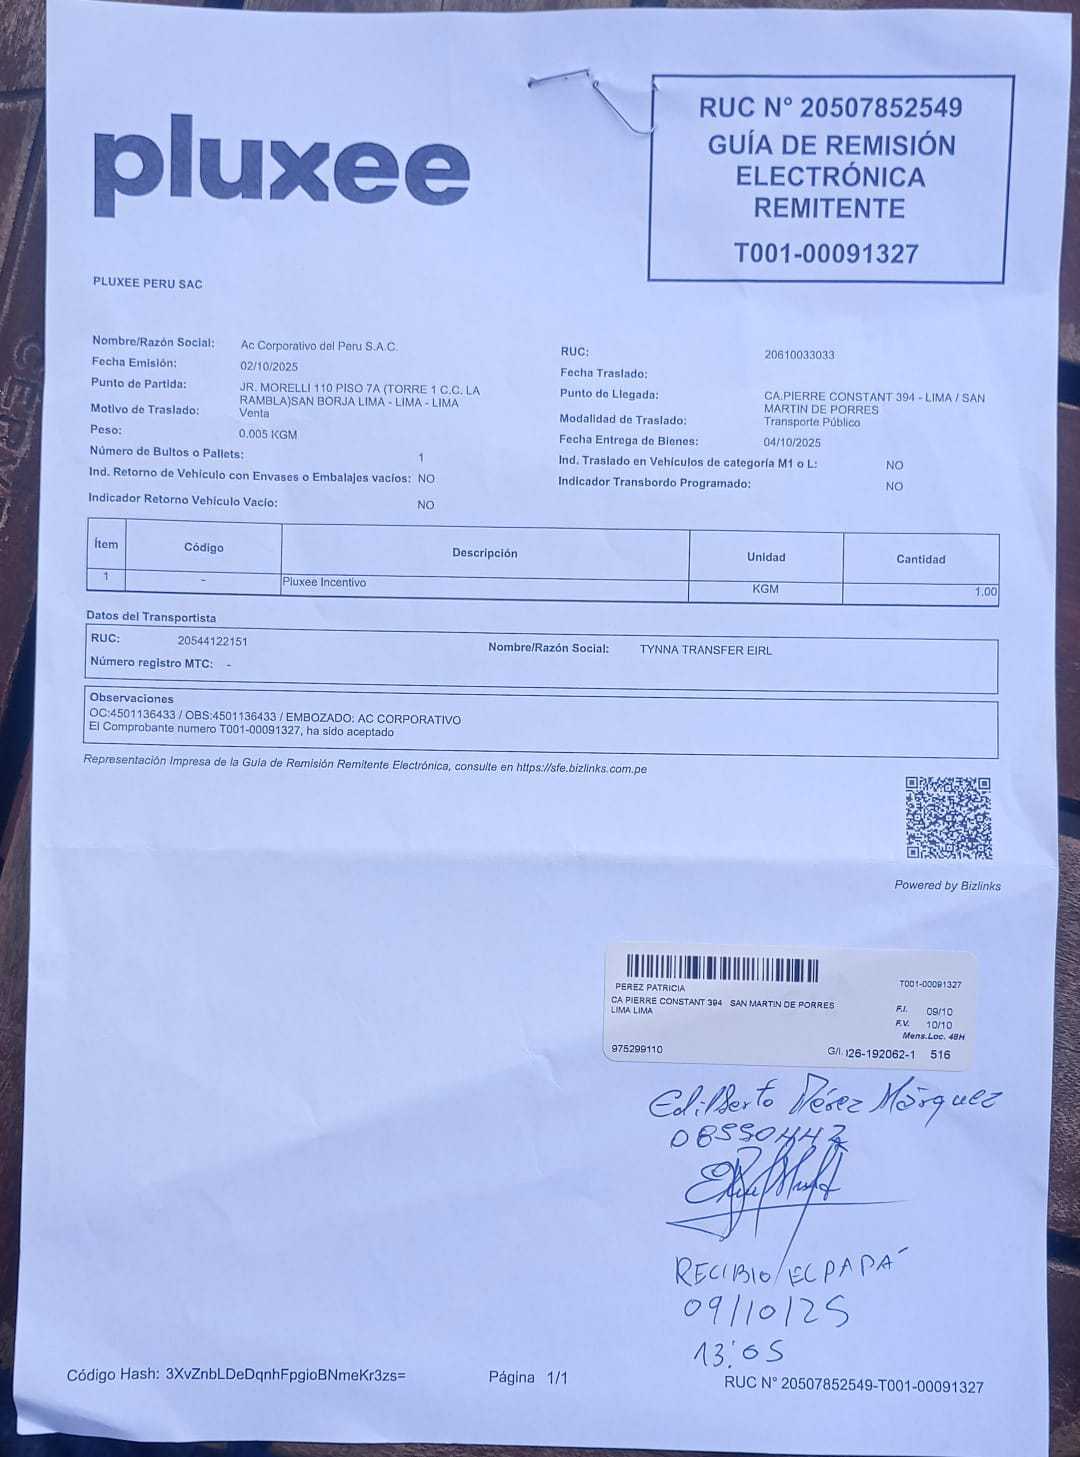 pluxee
RUC N° 20507852549
GUÍA DE REMISIÓN
ELECTRÓNICA
REMITENTE
T001-00091327
PLUXEE PERU SAC
Nombre/Razón Social: Ac Corporativo del Peru S.A.C.
Fecha Emisión: 02/10/2025
Punto de Partida: JR. MORELLI 110 PISO 7A (TORRE 1 C.C. LA
RAMBLA)SAN BORJA LIMA - LIMA - LIMA
Motivo de Traslado: Venta
Peso: 0.005 KGM
Número de Bultos o Pallets: 1
Ind. Retorno de Vehículo con Envases o Embalajes vacíos: NO
Indicador Retorno Vehículo Vacío: NO
RUC: 20610033033
Fecha Traslado:
Punto de Llegada: CA.PIERRE CONSTANT 394 - LIMA / SAN
MARTIN DE PORRES
Modalidad de Traslado: Transporte Público
Fecha Entrega de Bienes: 04/10/2025
Ind. Traslado en Vehículos de categoría M1 o L: NO
Indicador Transbordo Programado: NO
Ítem Código Descripción Unidad Cantidad
1 - Pluxee Incentivo KGM 1.00
Datos del Transportista
RUC: 20544122151 Nombre/Razón Social: TYNNA TRANSFER EIRL
Número registro MTC: -
Observaciones
OC:4501136433 / OBS:4501136433 / EMBOZADO: AC CORPORATIVO
El Comprobante numero T001-00091327, ha sido aceptado
Representación Impresa de la Guía de Remisión Remitente Electrónica, consulte en https://sfe.bizlinks.com.pe
Powered by Bizlinks
PEREZ PATRICIA T001-00091327
CA PIERRE CONSTANT 394 SAN MARTIN DE PORRES
LIMA LIMA
F.I. 09/10
F.V. 10/10
Mens.Loc. 48H
975299110 G/I. 026-192062-1 516
Edilberto Pérez Márquez
08550447
RECIBIO/EL PAPÁ
09/10/25
13:05
Código Hash: 3XvZnbLDeDqnhFpgioBNmeKr3zs= Página 1/1 RUC N° 20507852549-T001-00091327